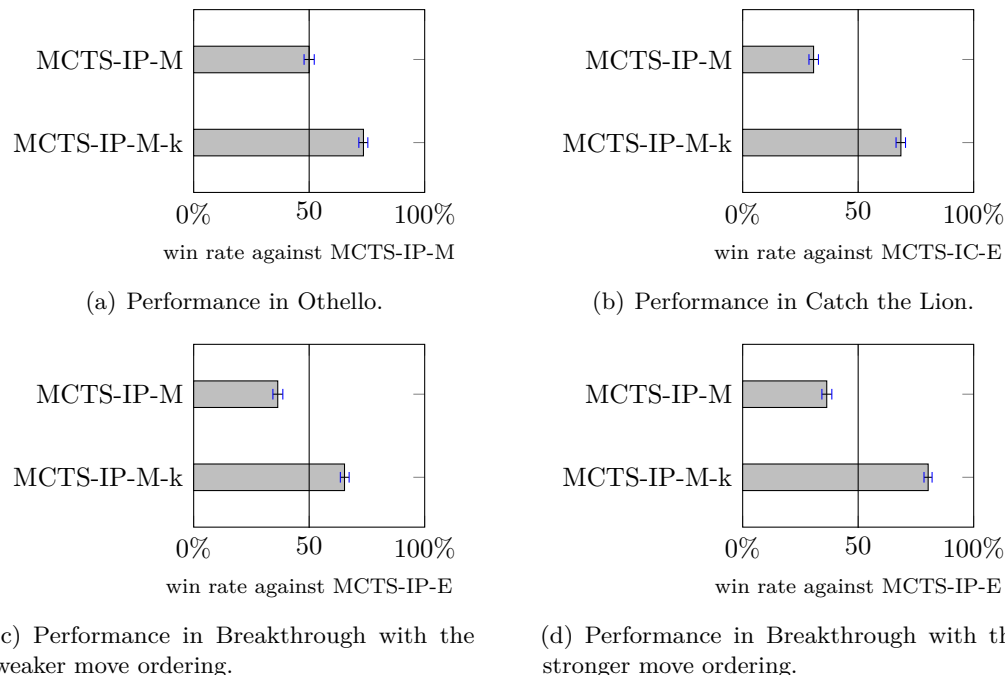 MCTS-IP-M
MCTS-IP-M-k
0% 50 100%
win rate against MCTS-IP-M
(a) Performance in Othello.
MCTS-IP-M
MCTS-IP-M-k
0% 50 100%
win rate against MCTS-IC-E
(b) Performance in Catch the Lion.
MCTS-IP-M
MCTS-IP-M-k
0% 50 100%
win rate against MCTS-IP-E
c) Performance in Breakthrough with the
weaker move ordering.
MCTS-IP-M
MCTS-IP-M-k
0% 50 100%
win rate against MCTS-IP-E
(d) Performance in Breakthrough with th
stronger move ordering.